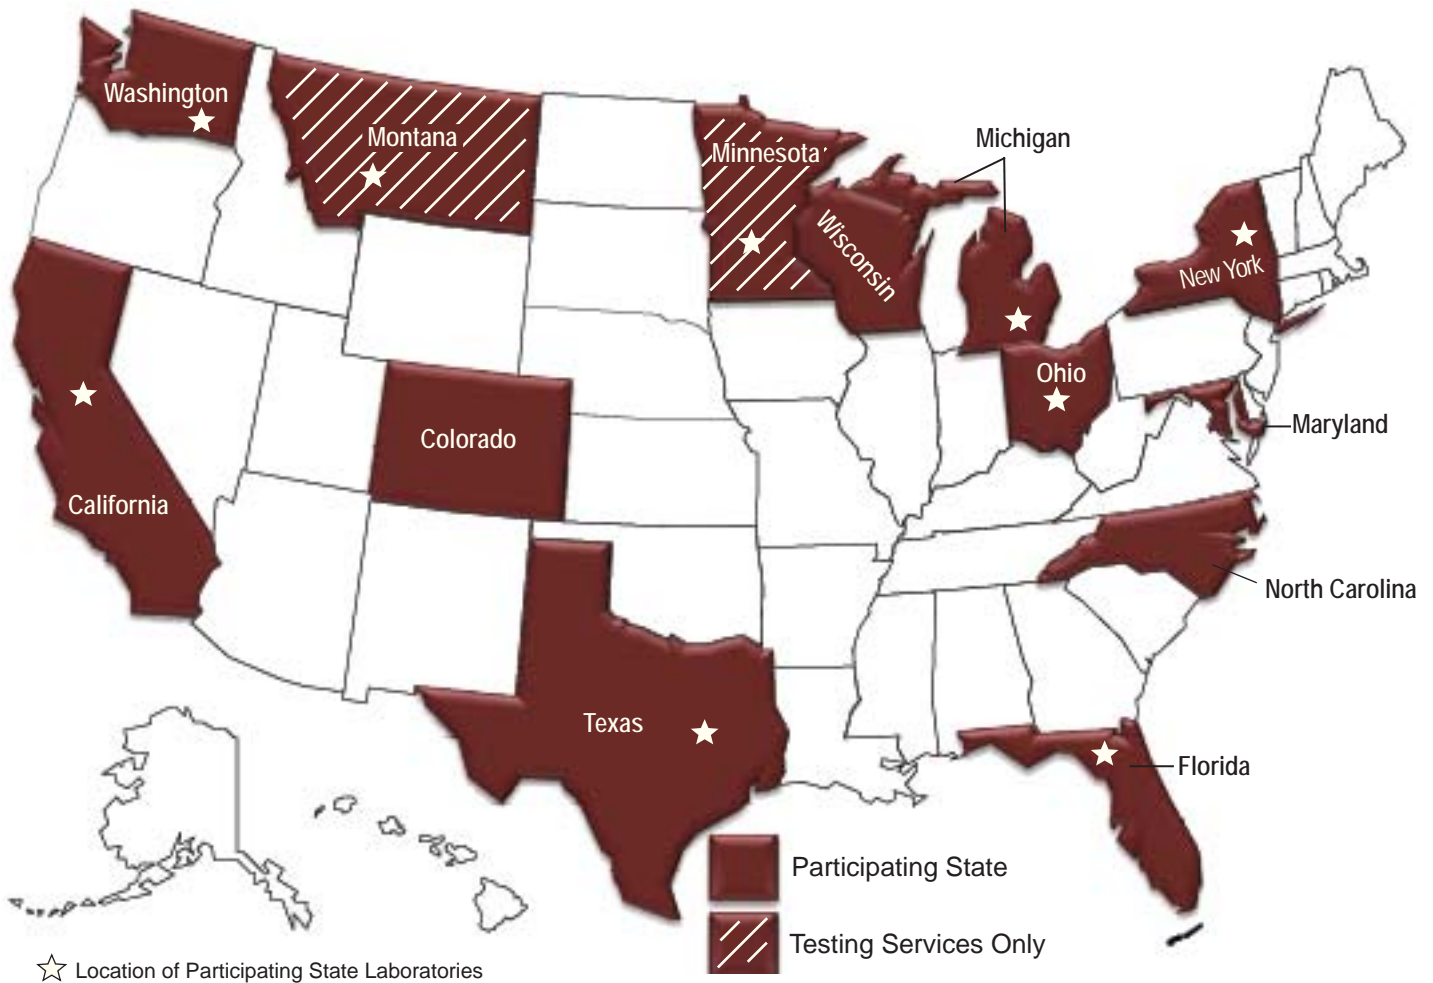 Washington
Montana
Minnesota
Michigan
Wisconsin
New York
Ohio
Maryland
Colorado
California
North Carolina
Texas
Florida
Participating State
Testing Services Only
Location of Participating State Laboratories